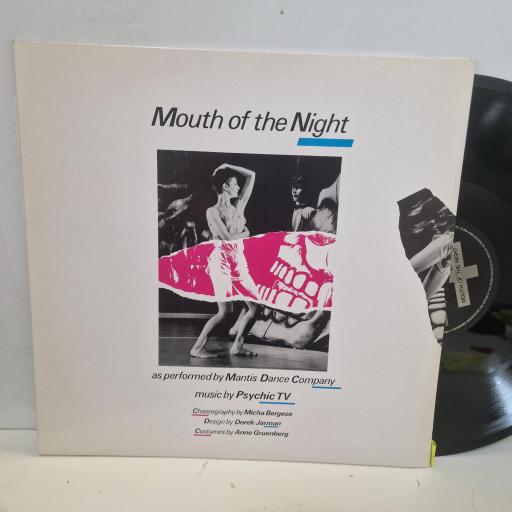 Mouth of the Night
as performed by Mantis Dance Company
music by Psychic TV
Choreography by Micha Bergese
Design by Derek Jarman
Costumes by Anne Gruenberg
MOUTH OF THE NIGHT